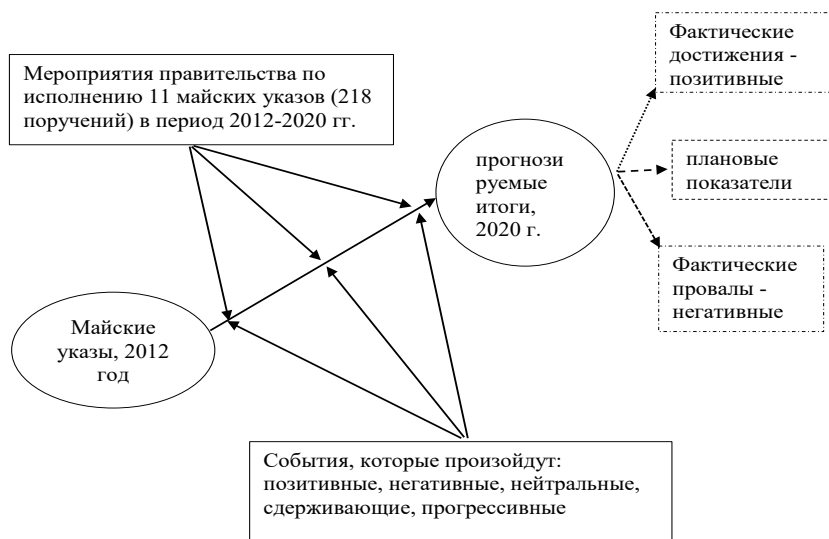 Мероприятия правительства по
исполнению 11 майских указов (218
поручений) в период 2012-2020 гг.
Фактические
достижения -
позитивные
прогнози
руемые
итоги,
2020 г.
плановые
показатели
Фактические
провалы -
негативные
Майские
указы, 2012
год
События, которые произойдут:
позитивные, негативные, нейтральные,
сдерживающие, прогрессивные